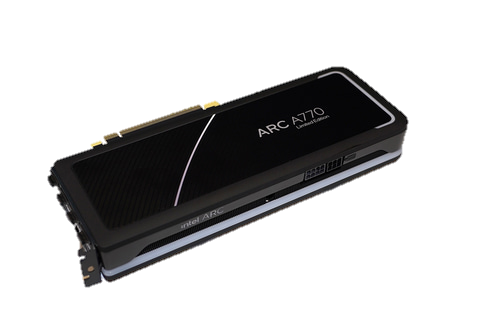 ARC A770
Limited Edition
intel ARC